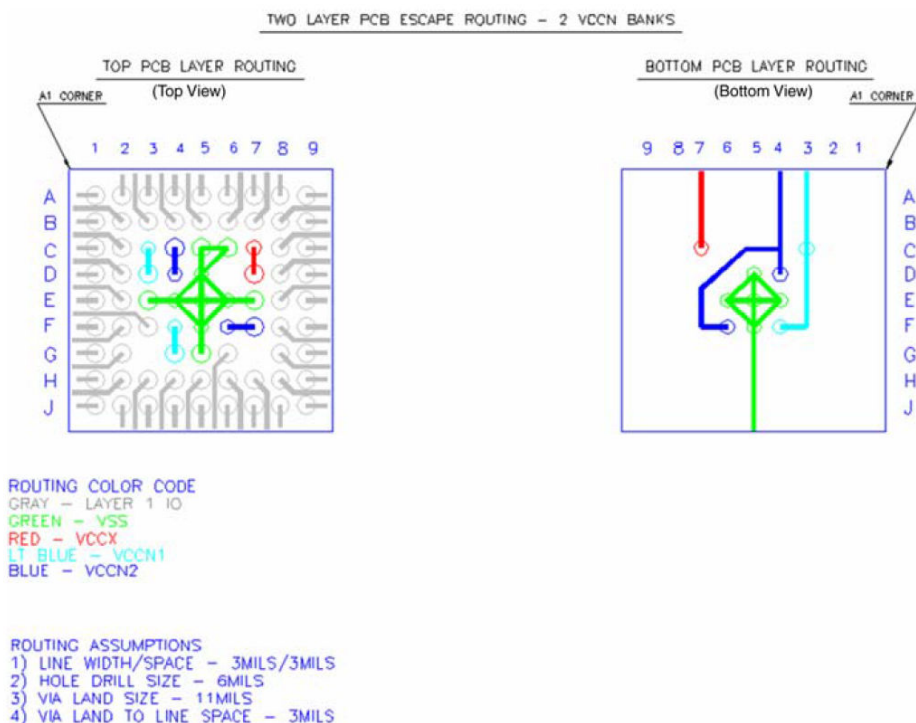 TWO LAYER PCB ESCAPE ROUTING – 2 VCCN BANKS
TOP PCB LAYER ROUTING
(Top View)
A1 CORNER
1 2 3 4 5 6 7 8 9
A
B
C
D
E
F
G
H
J
BOTTOM PCB LAYER ROUTING
(Bottom View)
A1 CORNER
9 8 7 6 5 4 3 2 1
A
B
C
D
E
F
G
H
J
ROUTING COLOR CODE
GRAY – LAYER 1 IO
GREEN – VSS
RED – VCCX
LT BLUE – VCCN1
BLUE – VCCN2
ROUTING ASSUMPTIONS
1) LINE WIDTH/SPACE – 3MILS/3MILS
2) HOLE DRILL SIZE – 6MILS
3) VIA LAND SIZE – 11MILS
4) VIA LAND TO LINE SPACE – 3MILS